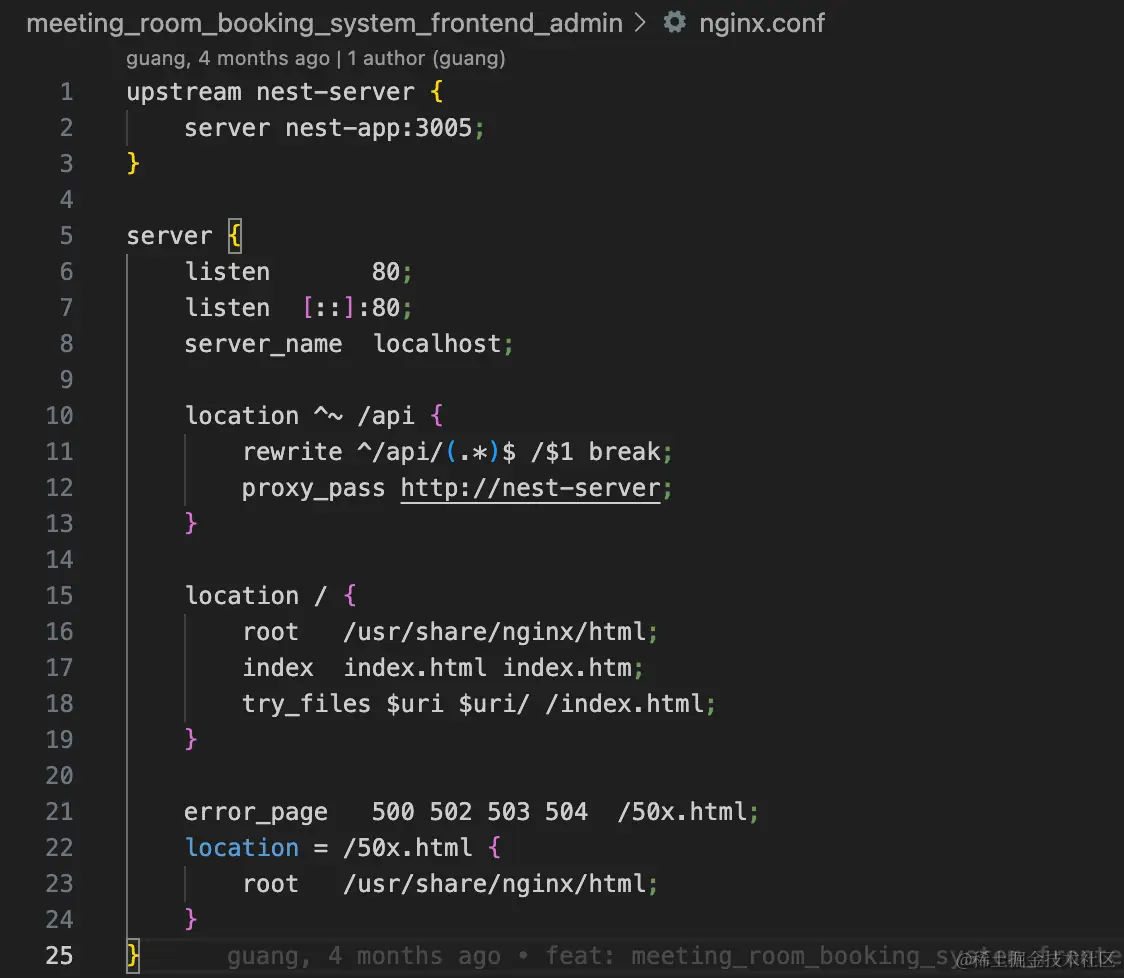 meeting_room_booking_system_frontend_admin > nginx.conf
guang, 4 months ago | 1 author (guang)
1 upstream nest-server {
2     server nest-app:3005;
3 }
4
5 server {
6     listen       80;
7     listen  [::]:80;
8     server_name  localhost;
9
10     location ^~ /api {
11         rewrite ^/api/(.*)$ /$1 break;
12         proxy_pass http://nest-server;
13     }
14
15     location / {
16         root   /usr/share/nginx/html;
17         index  index.html index.htm;
18         try_files $uri $uri/ /index.html;
19     }
20
21     error_page   500 502 503 504  /50x.html;
22     location = /50x.html {
23         root   /usr/share/nginx/html;
24     }
25 }      guang, 4 months ago • feat: meeting_room_booking_system_fronte
@稀土掘金技术社区